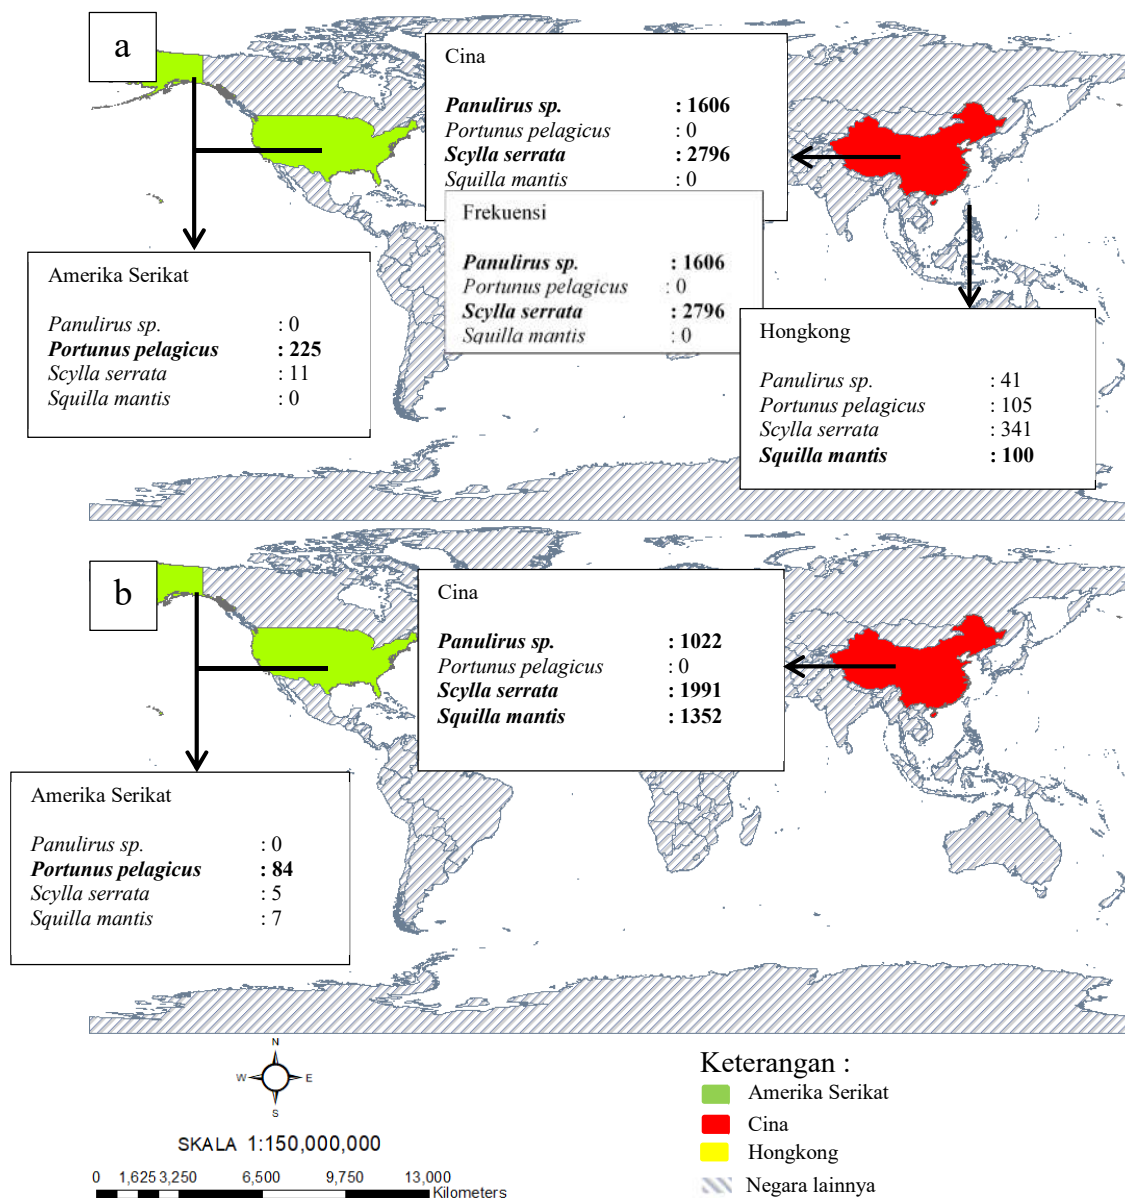 a
Cina
Panulirus sp. : 1606
Portunus pelagicus : 0
Scylla serrata : 2796
Squilla mantis : 0
Frekuensi
Panulirus sp. : 1606
Portunus pelagicus : 0
Scylla serrata : 2796
Squilla mantis : 0
Amerika Serikat
Panulirus sp. : 0
Portunus pelagicus : 225
Scylla serrata : 11
Squilla mantis : 0
Hongkong
Panulirus sp. : 41
Portunus pelagicus : 105
Scylla serrata : 341
Squilla mantis : 100
b
Cina
Panulirus sp. : 1022
Portunus pelagicus : 0
Scylla serrata : 1991
Squilla mantis : 1352
Amerika Serikat
Panulirus sp. : 0
Portunus pelagicus : 84
Scylla serrata : 5
Squilla mantis : 7
N
W E
S
SKALA 1:150,000,000
0 1,625 3,250 6,500 9,750 13,000
Kilometers
Keterangan :
Amerika Serikat
Cina
Hongkong
Negara lainnya